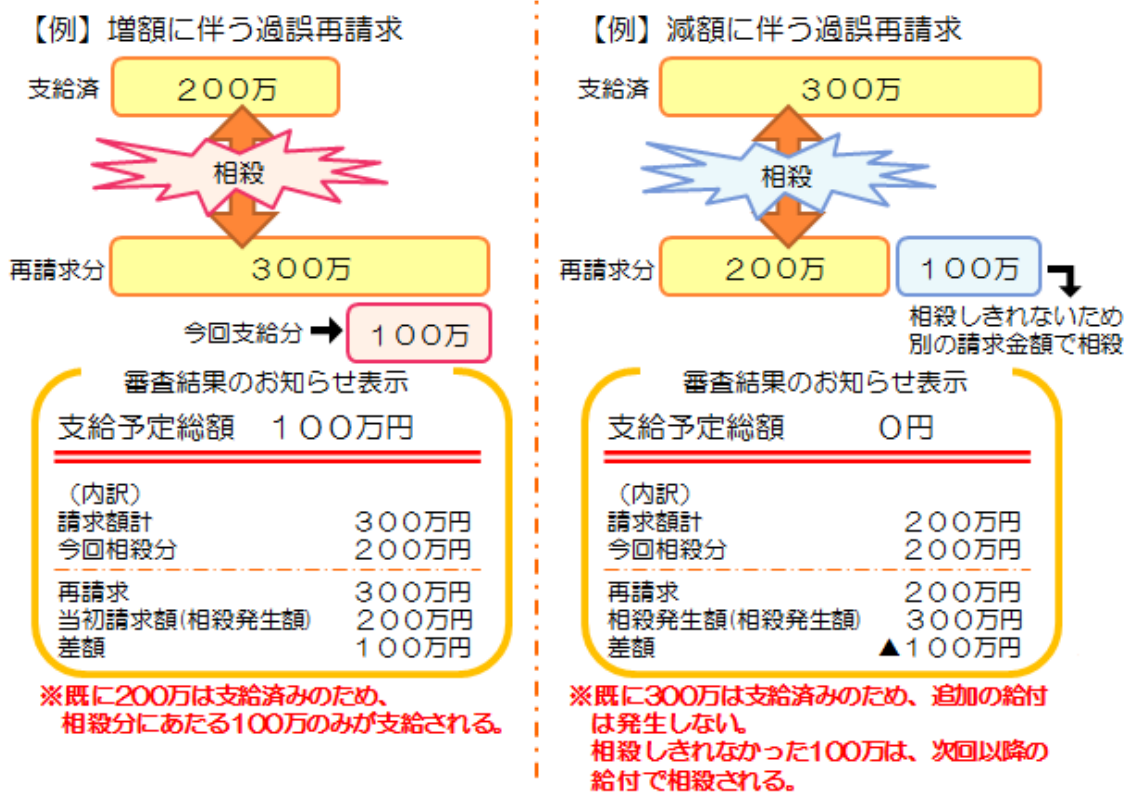 【例】増額に伴う過誤再請求
支給済
２００万
相殺
再請求分
３００万
今回支給分
１００万
審査結果のお知らせ表示
支給予定総額 １００万円
（内訳）
請求額計 ３００万円
今回相殺分 ２００万円
再請求 ３００万円
当初請求額(相殺発生額) ２００万円
差額 １００万円
※既に200万は支給済みのため、
相殺分にあたる100万のみが支給される。
【例】減額に伴う過誤再請求
支給済
３００万
相殺
再請求分
２００万
１００万
相殺しきれないため
別の請求金額で相殺
審査結果のお知らせ表示
支給予定総額 ０円
（内訳）
請求額計 ２００万円
今回相殺分 ２００万円
再請求 ２００万円
相殺発生額(相殺発生額) ３００万円
差額 ▲１００万円
※既に300万は支給済みのため、追加の給付
は発生しない。
相殺しきれなかった100万は、次回以降の
給付で相殺される。